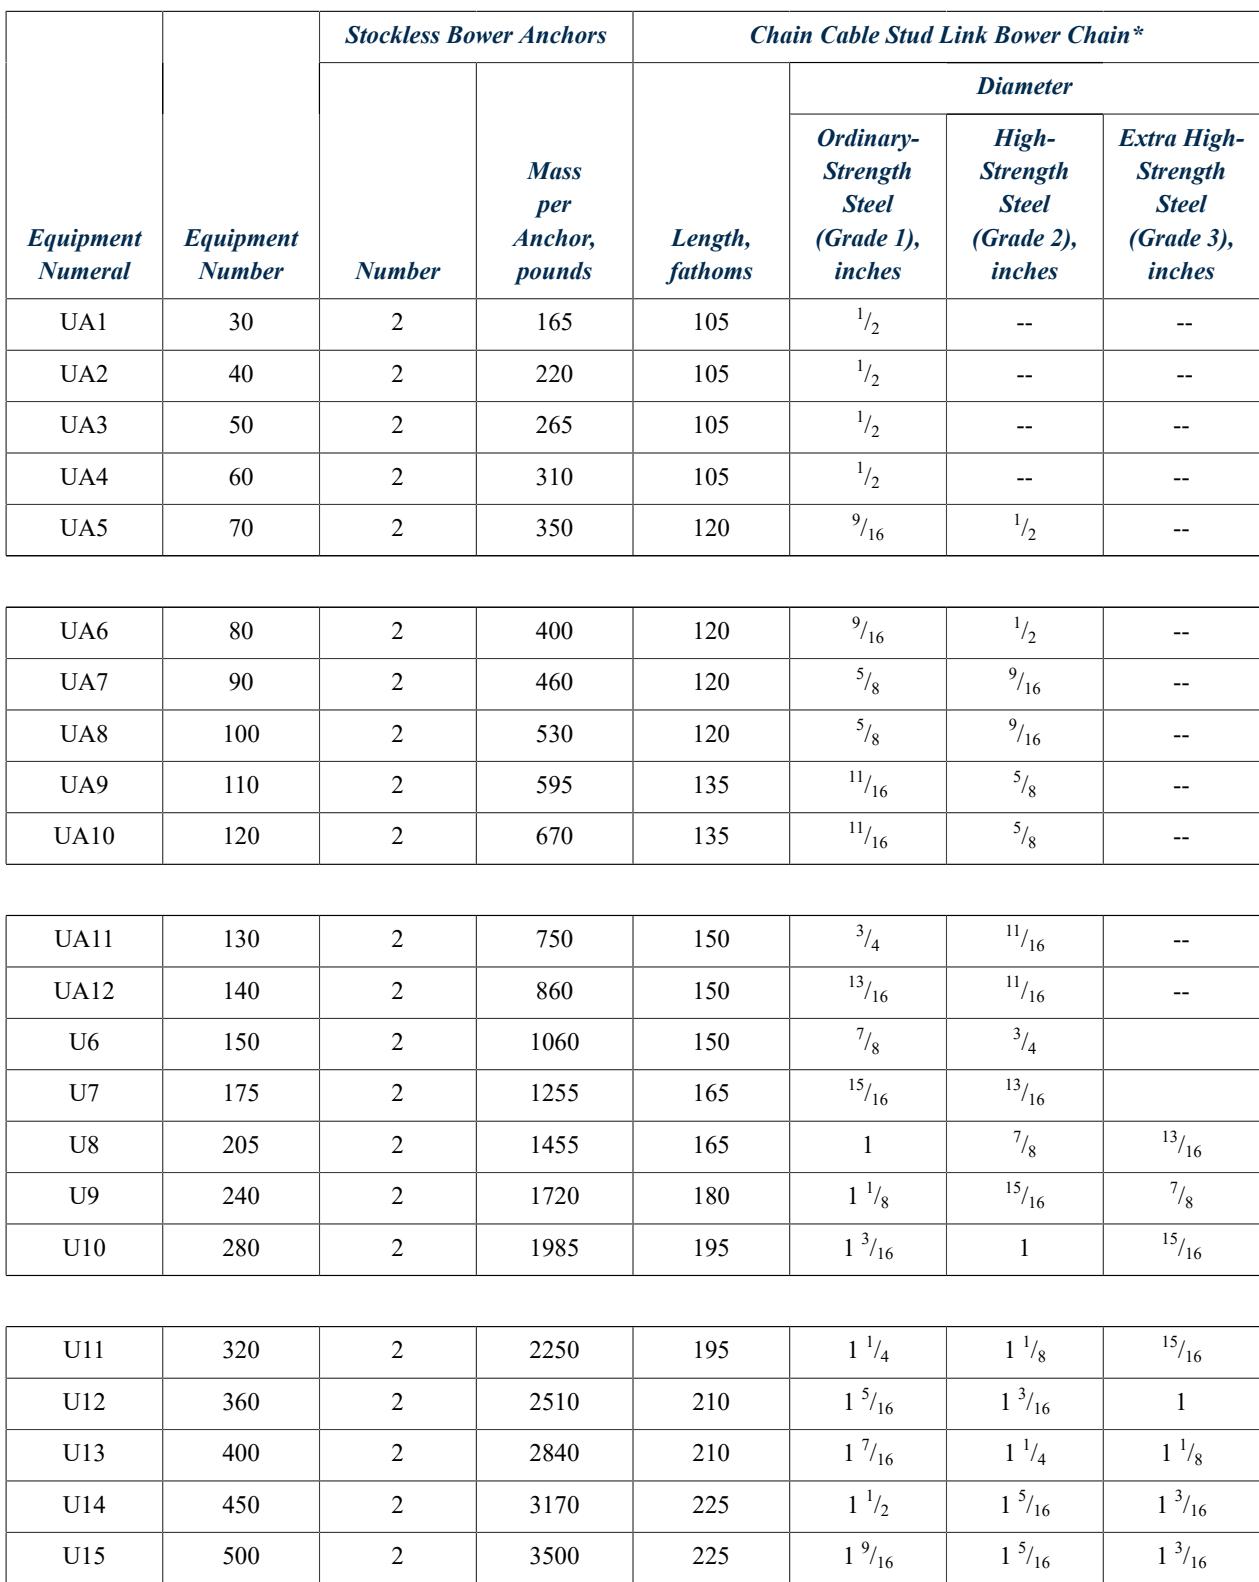 Stockless Bower Anchors Chain Cable Stud Link Bower Chain*
Diameter
Equipment Numeral Equipment Number Number Mass per Anchor, pounds Length, fathoms Ordinary-Strength Steel (Grade 1), inches High-Strength Steel (Grade 2), inches Extra High-Strength Steel (Grade 3), inches
UA1 30 2 165 105 1/2 -- --
UA2 40 2 220 105 1/2 -- --
UA3 50 2 265 105 1/2 -- --
UA4 60 2 310 105 1/2 -- --
UA5 70 2 350 120 9/16 1/2 --
UA6 80 2 400 120 9/16 1/2 --
UA7 90 2 460 120 5/8 9/16 --
UA8 100 2 530 120 5/8 9/16 --
UA9 110 2 595 135 11/16 5/8 --
UA10 120 2 670 135 11/16 5/8 --
UA11 130 2 750 150 3/4 11/16 --
UA12 140 2 860 150 13/16 11/16 --
U6 150 2 1060 150 7/8 3/4
U7 175 2 1255 165 15/16 13/16
U8 205 2 1455 165 1 7/8 13/16
U9 240 2 1720 180 1 1/8 15/16 7/8
U10 280 2 1985 195 1 3/16 1 15/16
U11 320 2 2250 195 1 1/4 1 1/8 15/16
U12 360 2 2510 210 1 5/16 1 3/16 1
U13 400 2 2840 210 1 7/16 1 1/4 1 1/8
U14 450 2 3170 225 1 1/2 1 5/16 1 3/16
U15 500 2 3500 225 1 9/16 1 5/16 1 3/16